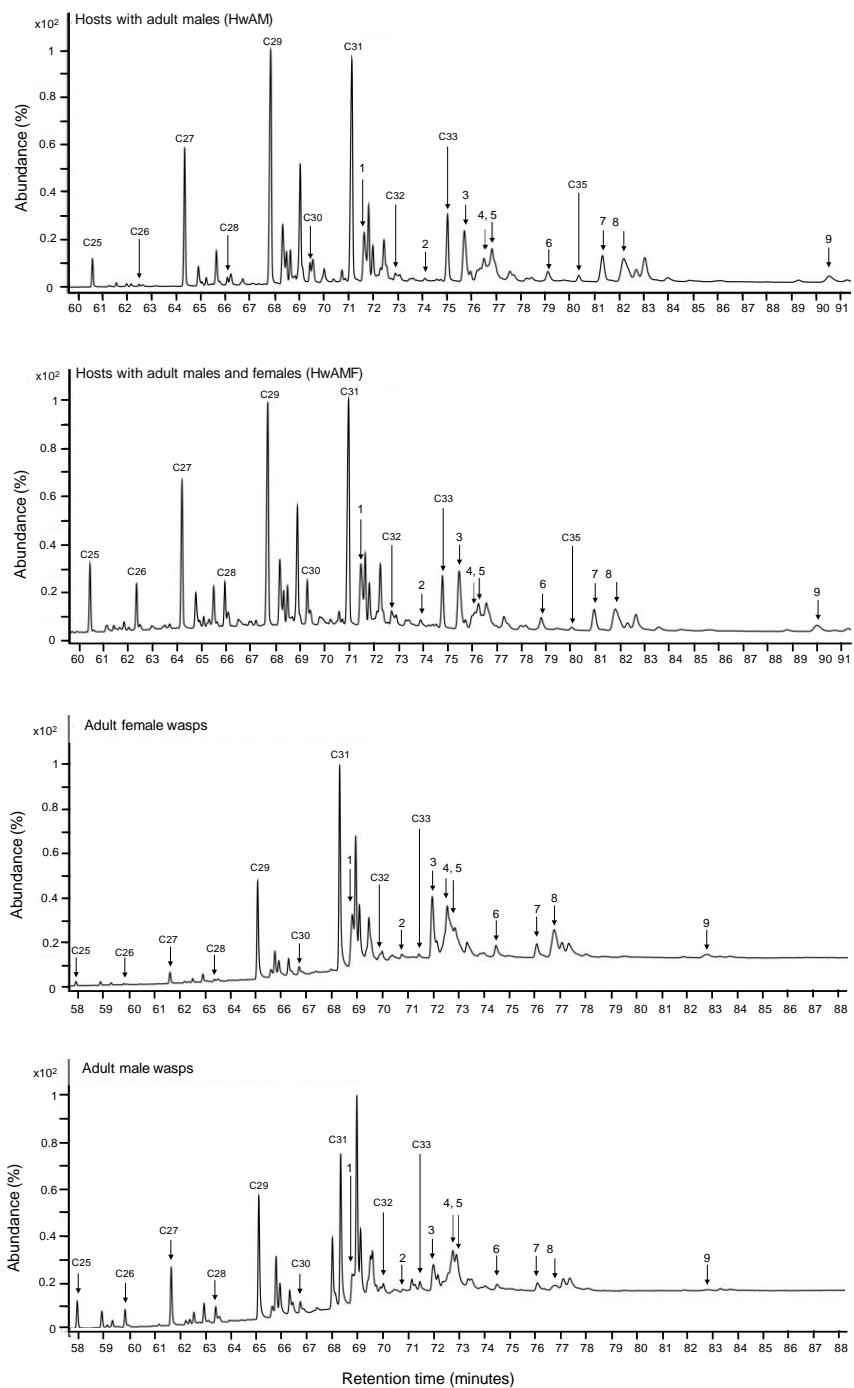 Hosts with adult males (HwAM)
x10²
C29
C31
1
0.8
C27
C33
0.6
1
3
C32
C35
0.4
C30
4, 5
7 8
C28
C26
6
9
C25
2
0.2
0
Abundance (%)
60 61 62 63 64 65 66 67 68 69 70 71 72 73 74 75 76 77 78 79 80 81 82 83 84 85 86 87 88 89 90 91
Hosts with adult males and females (HwAMF)
x10²
C31
C29
1
0.8
C27
C33
0.6
1
3
C32
C35
C25
0.4
C26
C28
C30
4, 5
7 8
2
6
9
0.2
0
Abundance (%)
60 61 62 63 64 65 66 67 68 69 70 71 72 73 74 75 76 77 78 79 80 81 82 83 84 85 86 87 88 89 90 91
Adult female wasps
x10²
C31
1
0.8
C33
0.6
C29
1
3
4, 5
C32
0.4
8
C30
2
6
7
9
0.2
C25
C26
C27
C28
0
Abundance (%)
58 59 60 61 62 63 64 65 66 67 68 69 70 71 72 73 74 75 76 77 78 79 80 81 82 83 84 85 86 87 88
Adult male wasps
x10²
1
0.8
C31
C33
1
0.6
C29
C32
4, 5
C27
0.4
3
C25
C26
C28
C30
2
6
7 8
9
0.2
0
Abundance (%)
58 59 60 61 62 63 64 65 66 67 68 69 70 71 72 73 74 75 76 77 78 79 80 81 82 83 84 85 86 87 88
Retention time (minutes)